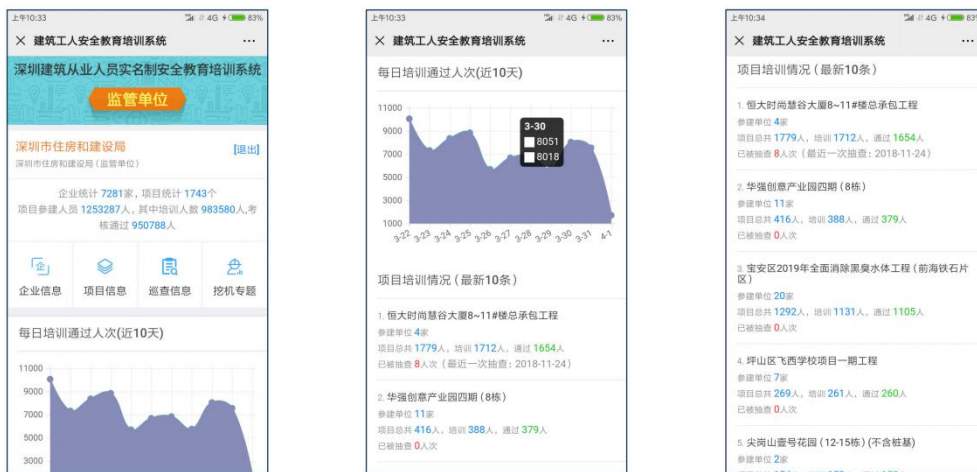 上午10:33
4G
83%
× 建筑工人安全教育培训系统 ...
深圳建筑从业人员实名制安全教育培训系统
监管单位
深圳市住房和建设局 [退出]
深圳市住房和建设局(监管单位)
企业统计 7281家, 项目统计 1743个
项目参建人员 1253287人, 其中培训人数 983580人,考
核通过 950788人
企业信息 项目信息 巡查信息 挖机专题
每日培训通过人次(近10天)
11000
9000
7000
5000
3000
上午10:33
4G
83%
× 建筑工人安全教育培训系统 ...
每日培训通过人次(近10天)
11000
9000
7000
5000
3000
1000
3-30
8051
8018
3-22 3-23 3-24 3-25 3-26 3-27 3-28 3-29 3-30 3-31 4-1
项目培训情况(最新10条)
1. 恒大时尚慧谷大厦8~11#楼总承包工程
参建单位 4家
项目总共 1779人, 培训 1712人, 通过 1654人
已被抽查 8人次(最近一次抽查: 2018-11-24)
2. 华强创意产业园四期(8栋)
参建单位 11家
项目总共 416人, 培训 388人, 通过 379人
已被抽查 0人次
上午10:34
4G
83%
× 建筑工人安全教育培训系统 ...
项目培训情况(最新10条)
1. 恒大时尚慧谷大厦8~11#楼总承包工程
参建单位 4家
项目总共 1779人, 培训 1712人, 通过 1654人
已被抽查 8人次(最近一次抽查: 2018-11-24)
2. 华强创意产业园四期(8栋)
参建单位 11家
项目总共 416人, 培训 388人, 通过 379人
已被抽查 0人次
3. 宝安区2019年全面消除黑臭水体工程(前海铁石片
区)
参建单位 20家
项目总共 1292人, 培训 1131人, 通过 1105人
已被抽查 0人次
4. 坪山区飞西学校项目一期工程
参建单位 7家
项目总共 269人, 培训 261人, 通过 260人
已被抽查 0人次
5. 尖岗山壹号花园(12-15栋)(不含桩基)
参建单位 2家